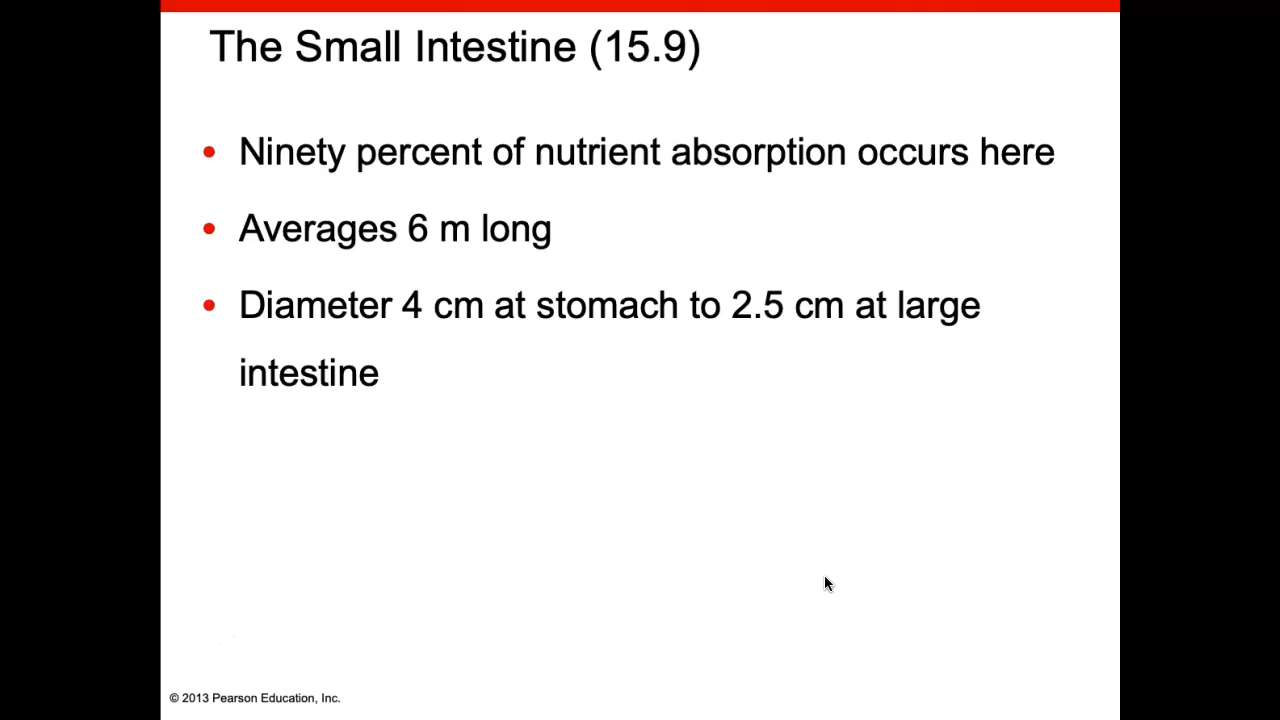 The Small Intestine (15.9)
• Ninety percent of nutrient absorption occurs here
• Averages 6 m long
• Diameter 4 cm at stomach to 2.5 cm at large
intestine
© 2013 Pearson Education, Inc.